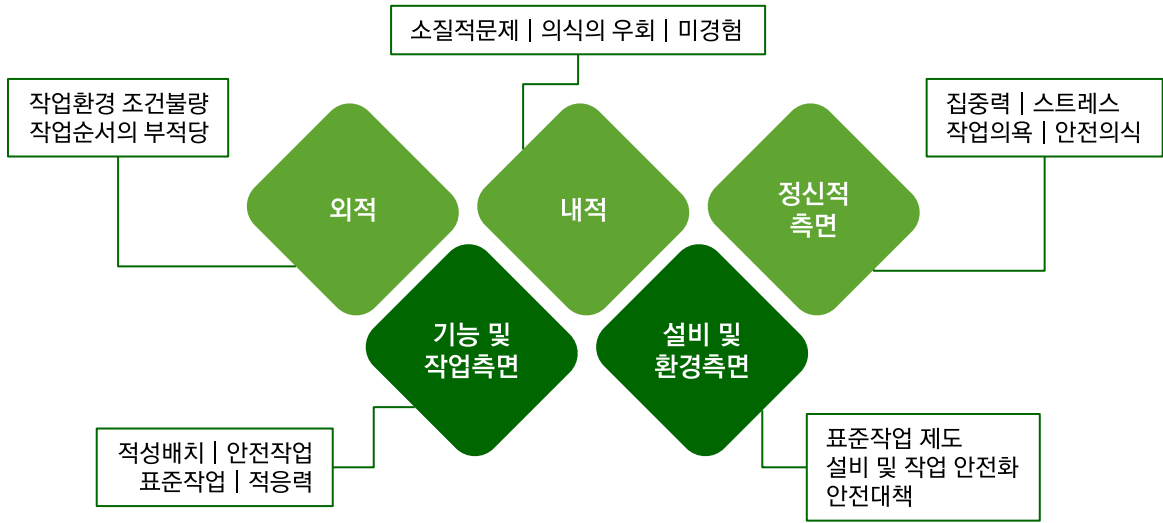 소질적문제 | 의식의 우회 | 미경험
작업환경 조건불량
작업순서의 부적당
집중력 | 스트레스
작업의욕 | 안전의식
외적
내적
정신적
측면
기능 및
작업측면
설비 및
환경측면
적성배치 | 안전작업
표준작업 | 적응력
표준작업 제도
설비 및 작업 안전화
안전대책